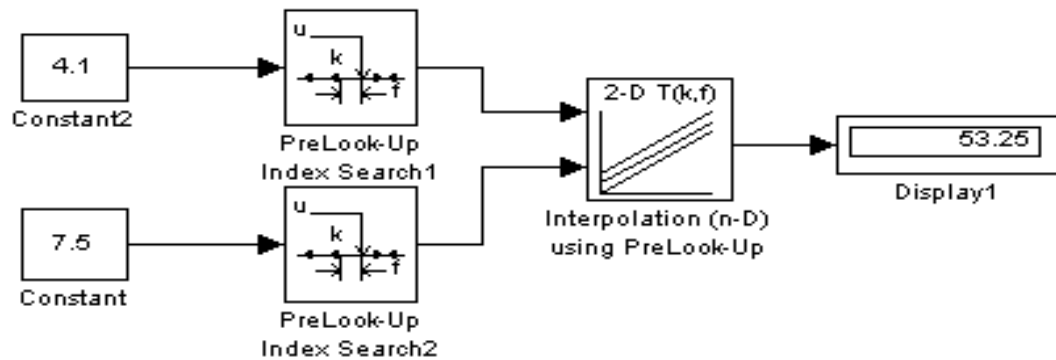 4.1
Constant2
u
k
f
PreLook-Up
Index Search1
2-D T(k,f)
Interpolation (n-D)
using PreLook-Up
53.25
Display1
7.5
Constant
u
k
f
PreLook-Up
Index Search2